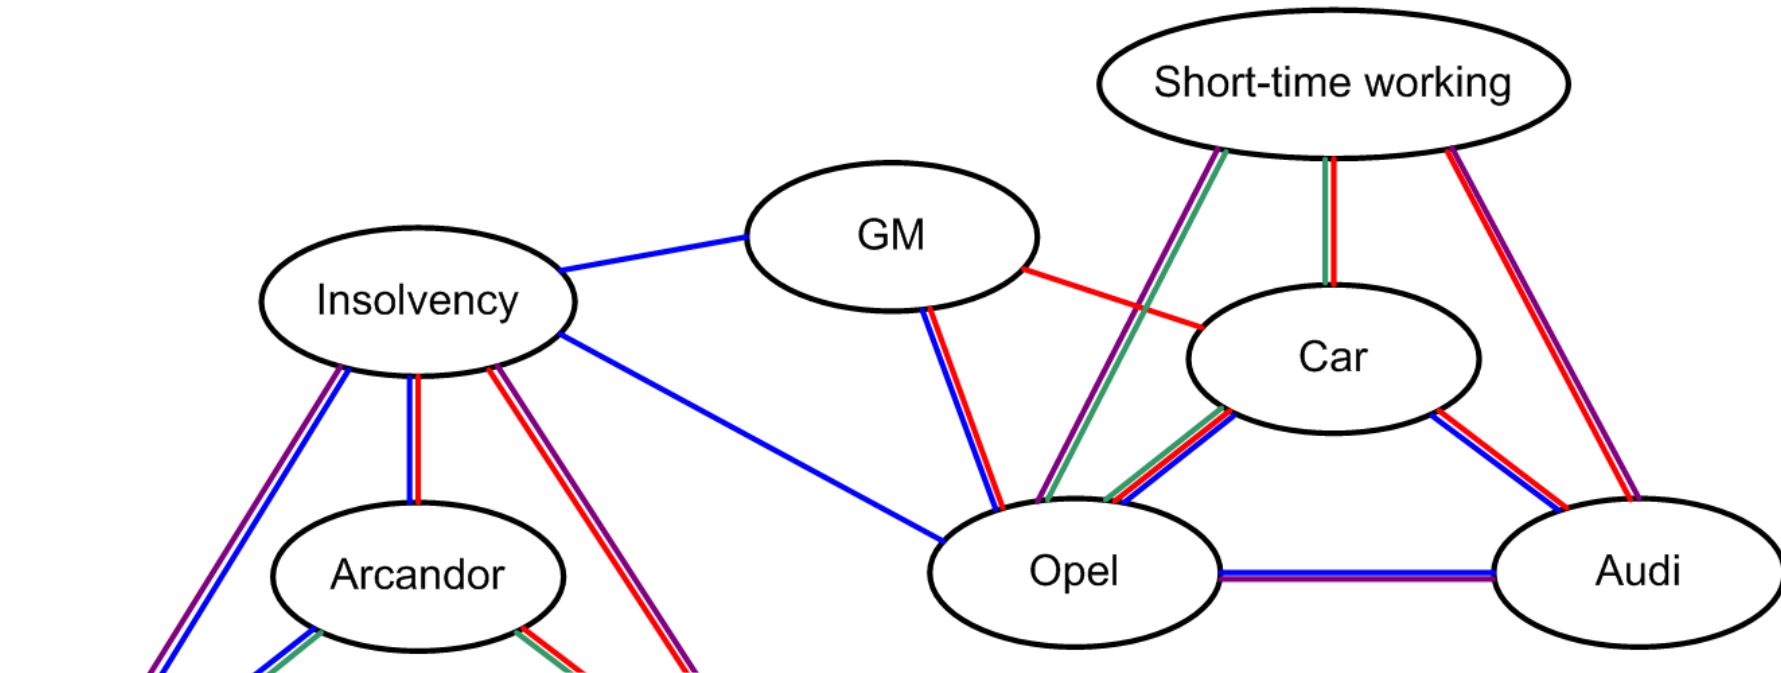 Short-time working
GM
Insolvency
Car
Arcandor
Opel
Audi